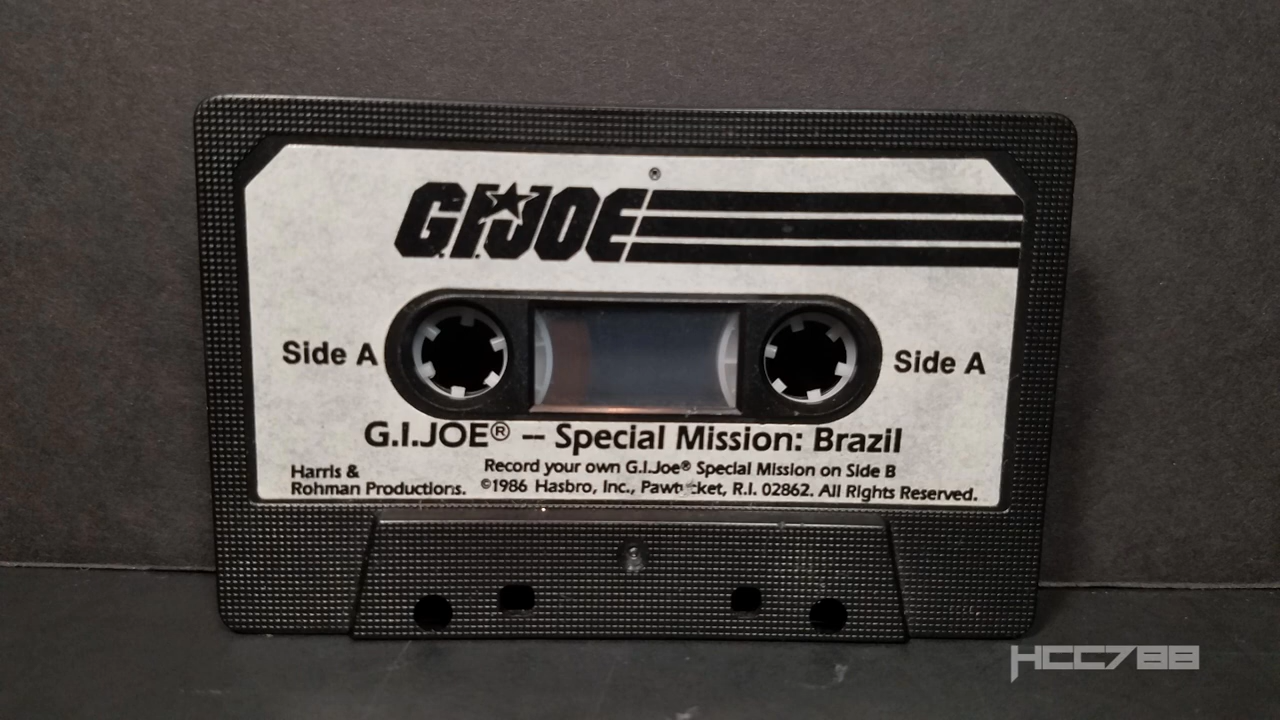 G.I.JOE
Side A
Side A
G.I.JOE® -- Special Mission: Brazil
Record your own G.I.Joe® Special Mission on Side B
Harris &
Rohman Productions.
©1986 Hasbro, Inc., Pawtucket, R.I. 02862. All Rights Reserved.
HCC788